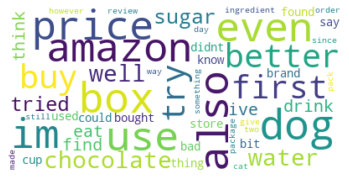 however
review
ingredient
order
think
price
sugar
found
even
day
didnt
since
say
amazon
know
brand
better
buy
well
try
ive
drink
way
something
tried
box
also
first
pack
still
used
could
bought
store
bit
dog
im
use
eat
find
bad
package
give
two
water
made
cup
chocolate
thing
cat